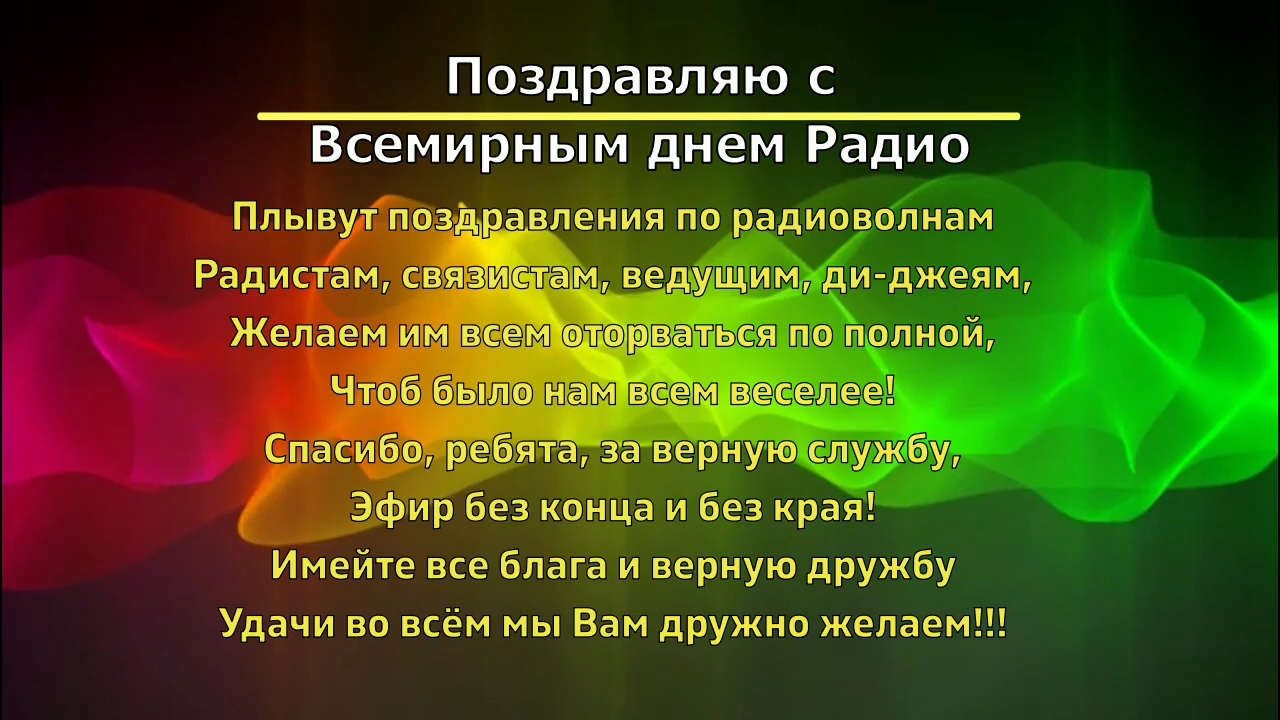 Поздравляю с
Всемирным днем Радио
Плывут поздравления по радиоволнам
Радистам, связистам, ведущим, ди-джеям,
Желаем им всем оторваться по полной,
Чтоб было нам всем веселее!
Спасибо, ребята, за верную службу,
Эфир без конца и без края!
Имейте все блага и верную дружбу
Удачи во всём мы Вам дружно желаем!!!